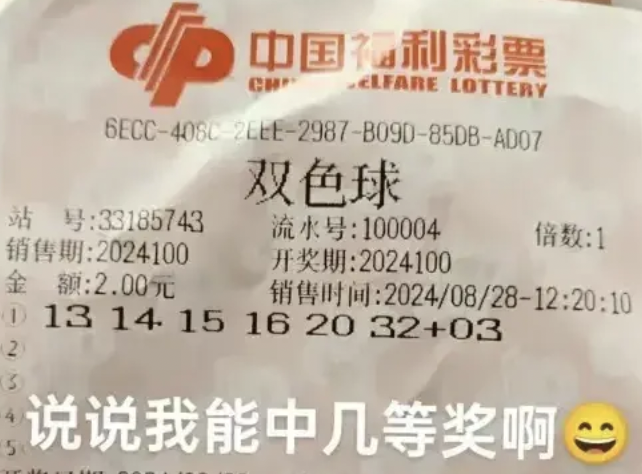 中国福利彩票
CHINA WELFARE LOTTERY
6ECC-408C-2EEE-2987-B09D-85DB-AD07
双色球
站 号:33185743 流水号:100004 倍数:1
销售期:2024100 开奖期:2024100
金 额:2.00元 销售时间:2024/08/28-12:20:10
① 13 14 15 16 20 32+03
2
3
4
5
说说我能中几等奖啊😄